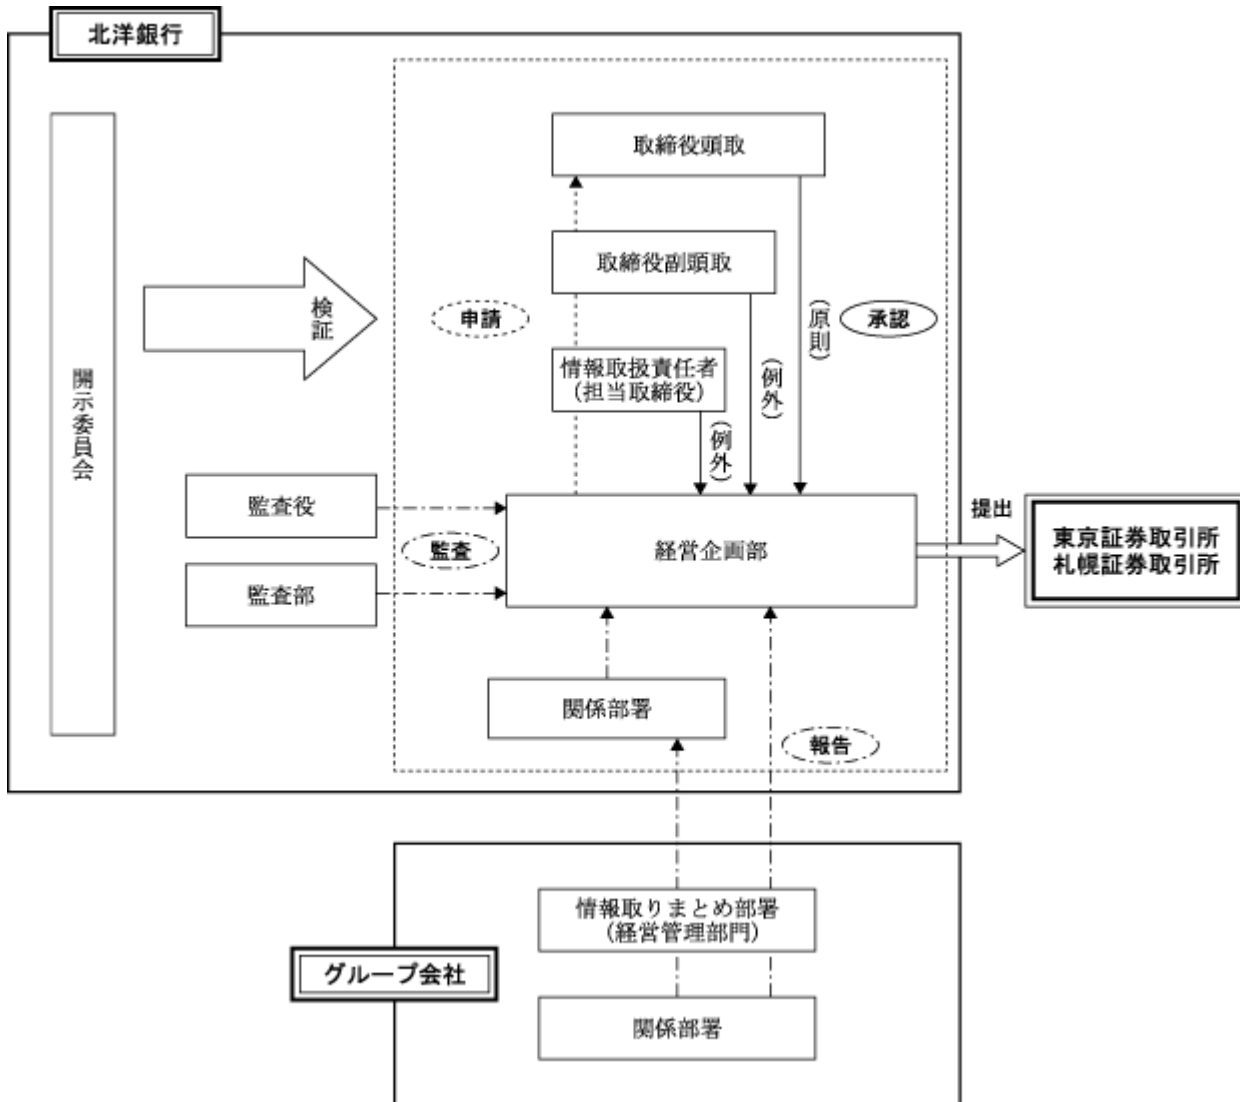 北洋銀行
取締役頭取
取締役副頭取
検証
申請
(原則)
承認
情報取扱責任者
(担当取締役)
(例外)
(例外)
開示委員会
監査役
監査
経営企画部
提出
東京証券取引所
札幌証券取引所
監査部
関係部署
報告
情報取りまとめ部署
(経営管理部門)
グループ会社
関係部署